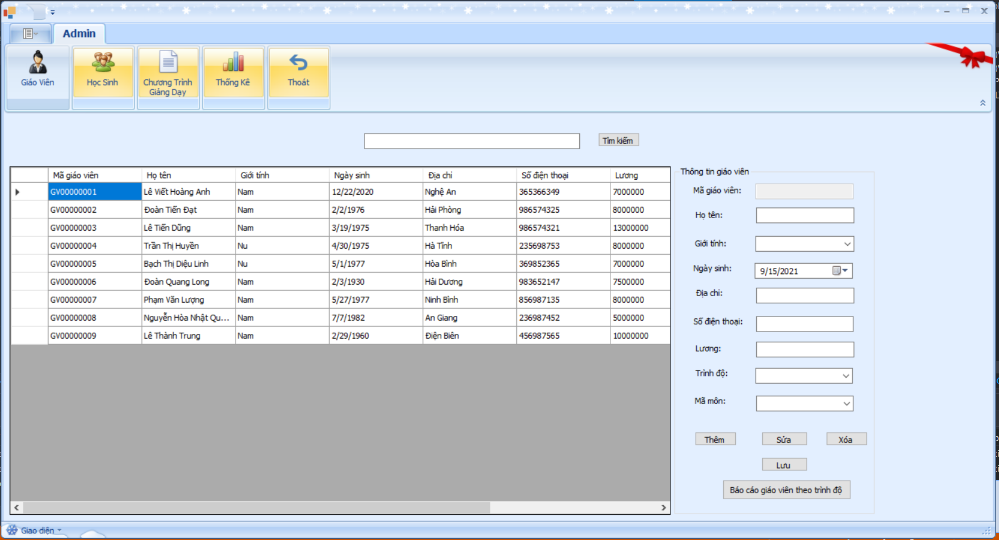 Admin
Giáo Viên
Học Sinh
Chương Trình
Giảng Dạy
Thống Kê
Thoát
Tìm kiếm
Mã giáo viên Họ tên Giới tính Ngày sinh Địa chỉ Số điện thoại Lương
GV00000001 Lê Viết Hoàng Anh Nam 12/22/2020 Nghệ An 365366349 7000000
GV00000002 Đoàn Tiến Đạt Nam 2/2/1976 Hải Phòng 986574325 8000000
GV00000003 Lê Tiến Dũng Nam 3/19/1975 Thanh Hóa 986574321 13000000
GV00000004 Trần Thị Huyền Nu 4/30/1975 Hà Tĩnh 235698753 8000000
GV00000005 Bạch Thị Diệu Linh Nu 5/1/1977 Hòa Bình 369852365 7000000
GV00000006 Đoàn Quang Long Nam 2/3/1930 Hải Dương 983652147 7500000
GV00000007 Phạm Văn Lượng Nam 5/27/1977 Ninh Bình 856987135 8000000
GV00000008 Nguyễn Hòa Nhật Qu... Nam 7/7/1982 An Giang 236987452 5000000
GV00000009 Lê Thành Trung Nam 2/29/1960 Điện Biên 456987565 10000000
Thông tin giáo viên
Mã giáo viên:
Họ tên:
Giới tính:
Ngày sinh: 9/15/2021
Địa chỉ:
Số điện thoại:
Lương:
Trình độ:
Mã môn:
Thêm Sửa Xóa
Lưu
Báo cáo giáo viên theo trình độ
Giao diện